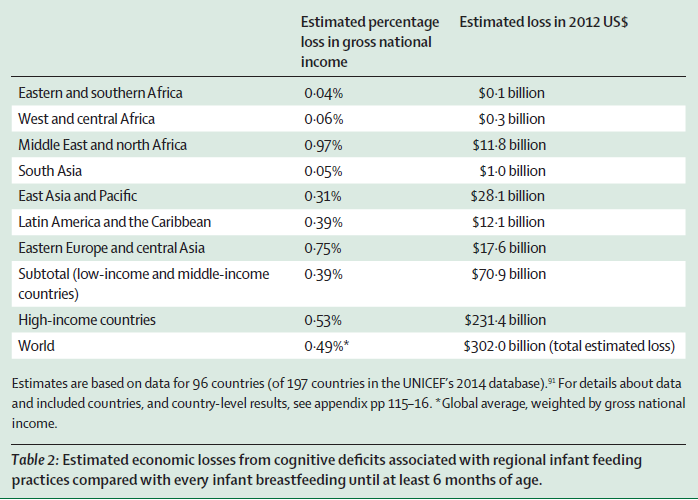 Estimated percentage loss in gross national income Estimated loss in 2012 US$
Eastern and southern Africa 0·04% $0·1 billion
West and central Africa 0·06% $0·3 billion
Middle East and north Africa 0·97% $11·8 billion
South Asia 0·05% $1·0 billion
East Asia and Pacific 0·31% $28·1 billion
Latin America and the Caribbean 0·39% $12·1 billion
Eastern Europe and central Asia 0·75% $17·6 billion
Subtotal (low-income and middle-income countries) 0·39% $70·9 billion
High-income countries 0·53% $231·4 billion
World 0·49%* $302·0 billion (total estimated loss)
Estimates are based on data for 96 countries (of 197 countries in the UNICEF's 2014 database).⁹¹ For details about data
and included countries, and country-level results, see appendix pp 115–16. *Global average, weighted by gross national
income.
Table 2: Estimated economic losses from cognitive deficits associated with regional infant feeding
practices compared with every infant breastfeeding until at least 6 months of age.